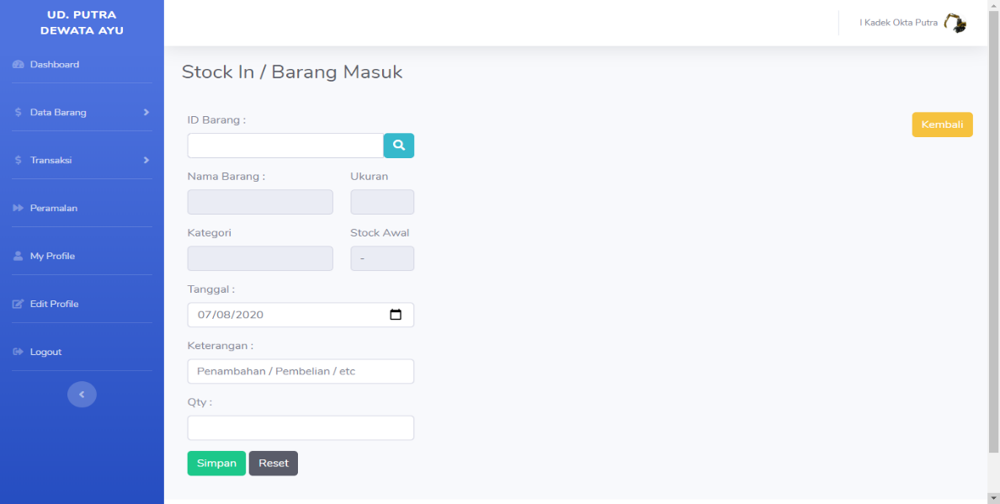 UD. PUTRA
DEWATA AYU
I Kadek Okta Putra
Dashboard
$ Data Barang
$ Transaksi
Peramalan
My Profile
Edit Profile
Logout
Stock In / Barang Masuk
Kembali
ID Barang :
Nama Barang : Ukuran
Kategori Stock Awal
-
Tanggal :
07/08/2020
Keterangan :
Penambahan / Pembelian / etc
Qty :
Simpan Reset